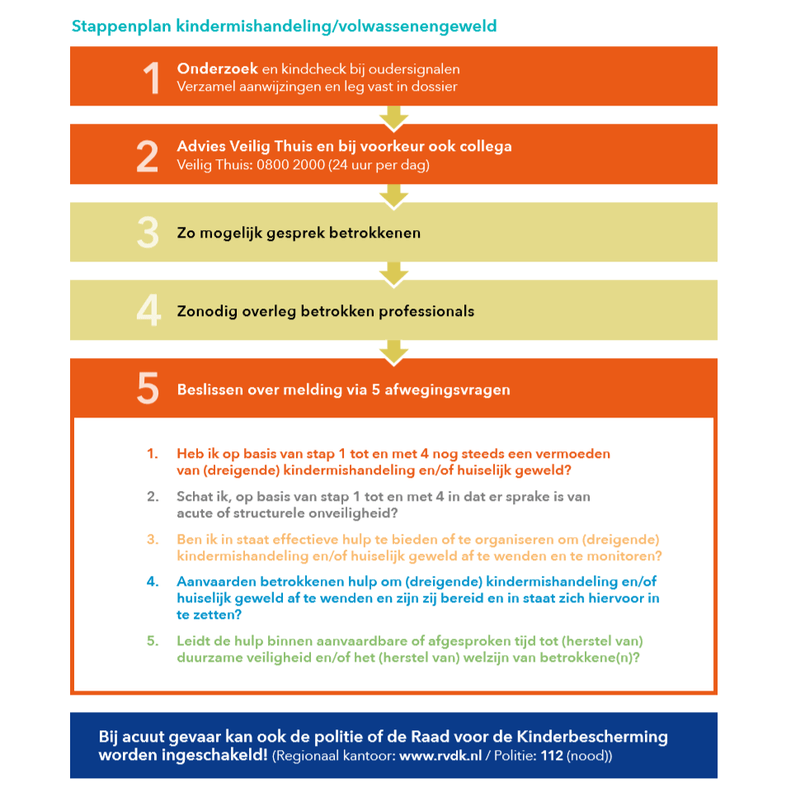 Stappenplan kindermishandeling/volwassenengeweld
1 Onderzoek en kindcheck bij oudersignalen
Verzamel aanwijzingen en leg vast in dossier
2 Advies Veilig Thuis en bij voorkeur ook collega
Veilig Thuis: 0800 2000 (24 uur per dag)
3 Zo mogelijk gesprek betrokkenen
4 Zonodig overleg betrokken professionals
5 Beslissen over melding via 5 afwegingsvragen
1. Heb ik op basis van stap 1 tot en met 4 nog steeds een vermoeden
van (dreigende) kindermishandeling en/of huiselijk geweld?
2. Schat ik, op basis van stap 1 tot en met 4 in dat er sprake is van
acute of structurele onveiligheid?
3. Ben ik in staat effectieve hulp te bieden of te organiseren om (dreigende)
kindermishandeling en/of huiselijk geweld af te wenden en te monitoren?
4. Aanvaarden betrokkenen hulp om (dreigende) kindermishandeling en/of
huiselijk geweld af te wenden en zijn zij bereid en in staat zich hiervoor in
te zetten?
5. Leidt de hulp binnen aanvaardbare of afgesproken tijd tot (herstel van)
duurzame veiligheid en/of het (herstel van) welzijn van betrokkene(n)?
Bij acuut gevaar kan ook de politie of de Raad voor de Kinderbescherming
worden ingeschakeld! (Regionaal kantoor: www.rvdk.nl / Politie: 112 (nood))